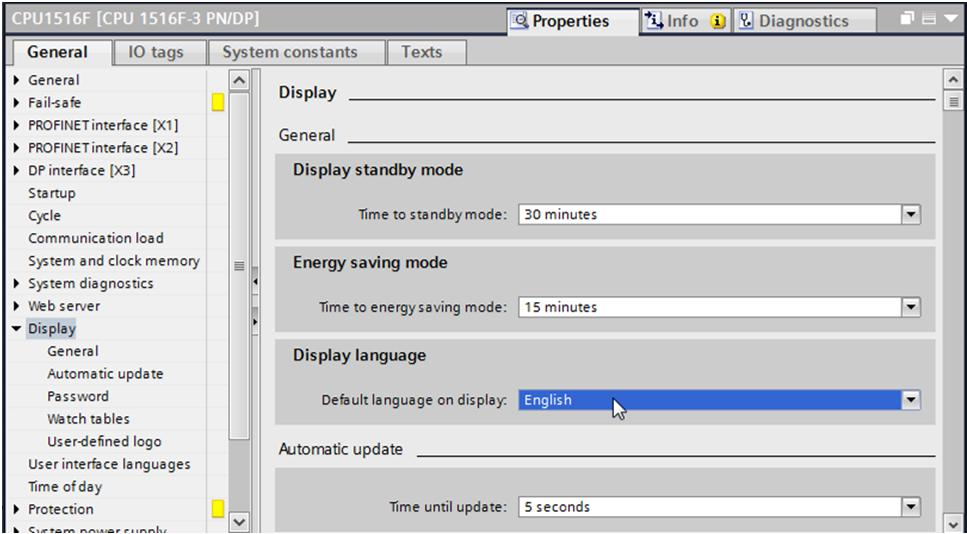 CPU1516F [CPU 1516F-3 PN/DP]
Properties
Info
Diagnostics
General
IO tags
System constants
Texts
General
Fail-safe
PROFINET interface [X1]
PROFINET interface [X2]
DP interface [X3]
Startup
Cycle
Communication load
System and clock memory
System diagnostics
Web server
Display
General
Automatic update
Password
Watch tables
User-defined logo
User interface languages
Time of day
Protection
System power supply
Display
General
Display standby mode
Time to standby mode: 30 minutes
Energy saving mode
Time to energy saving mode: 15 minutes
Display language
Default language on display: English
Automatic update
Time until update: 5 seconds